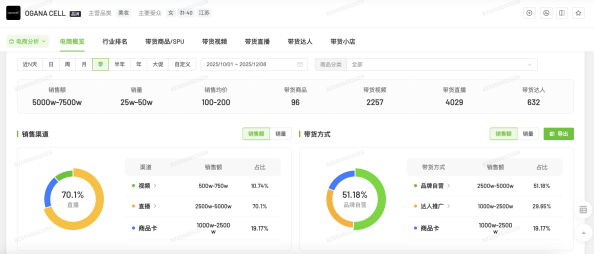 OGANA CELL 品牌 主营品类 美妆 主要受众 女 31-40 江苏
电商分析 电商概览 行业排名 带货商品/SPU 带货视频 带货直播 带货达人 带货小店
近N天 日 周 月 季 半年 年 大促 自定义 2025/10/01 ~ 2025/12/08 商品分类 全部
销售额 销量 销售均价 带货商品 带货视频 带货直播 带货达人
5000w-7500w 25w-50w 100-200 96 2257 4029 632
销售渠道 销售额 销量
带货方式 销售额 销量 导出
70.1%
直播
渠道 销售额 占比
视频 500w-750w 10.74%
直播 2500w-5000w 70.1%
商品卡 1000w-2500w 19.17%
51.18%
品牌自营
带货方式 销售额 占比
品牌自营 2500w-5000w 51.18%
达人推广 1000w-2500w 29.65%
商品卡 1000w-2500w 19.17%